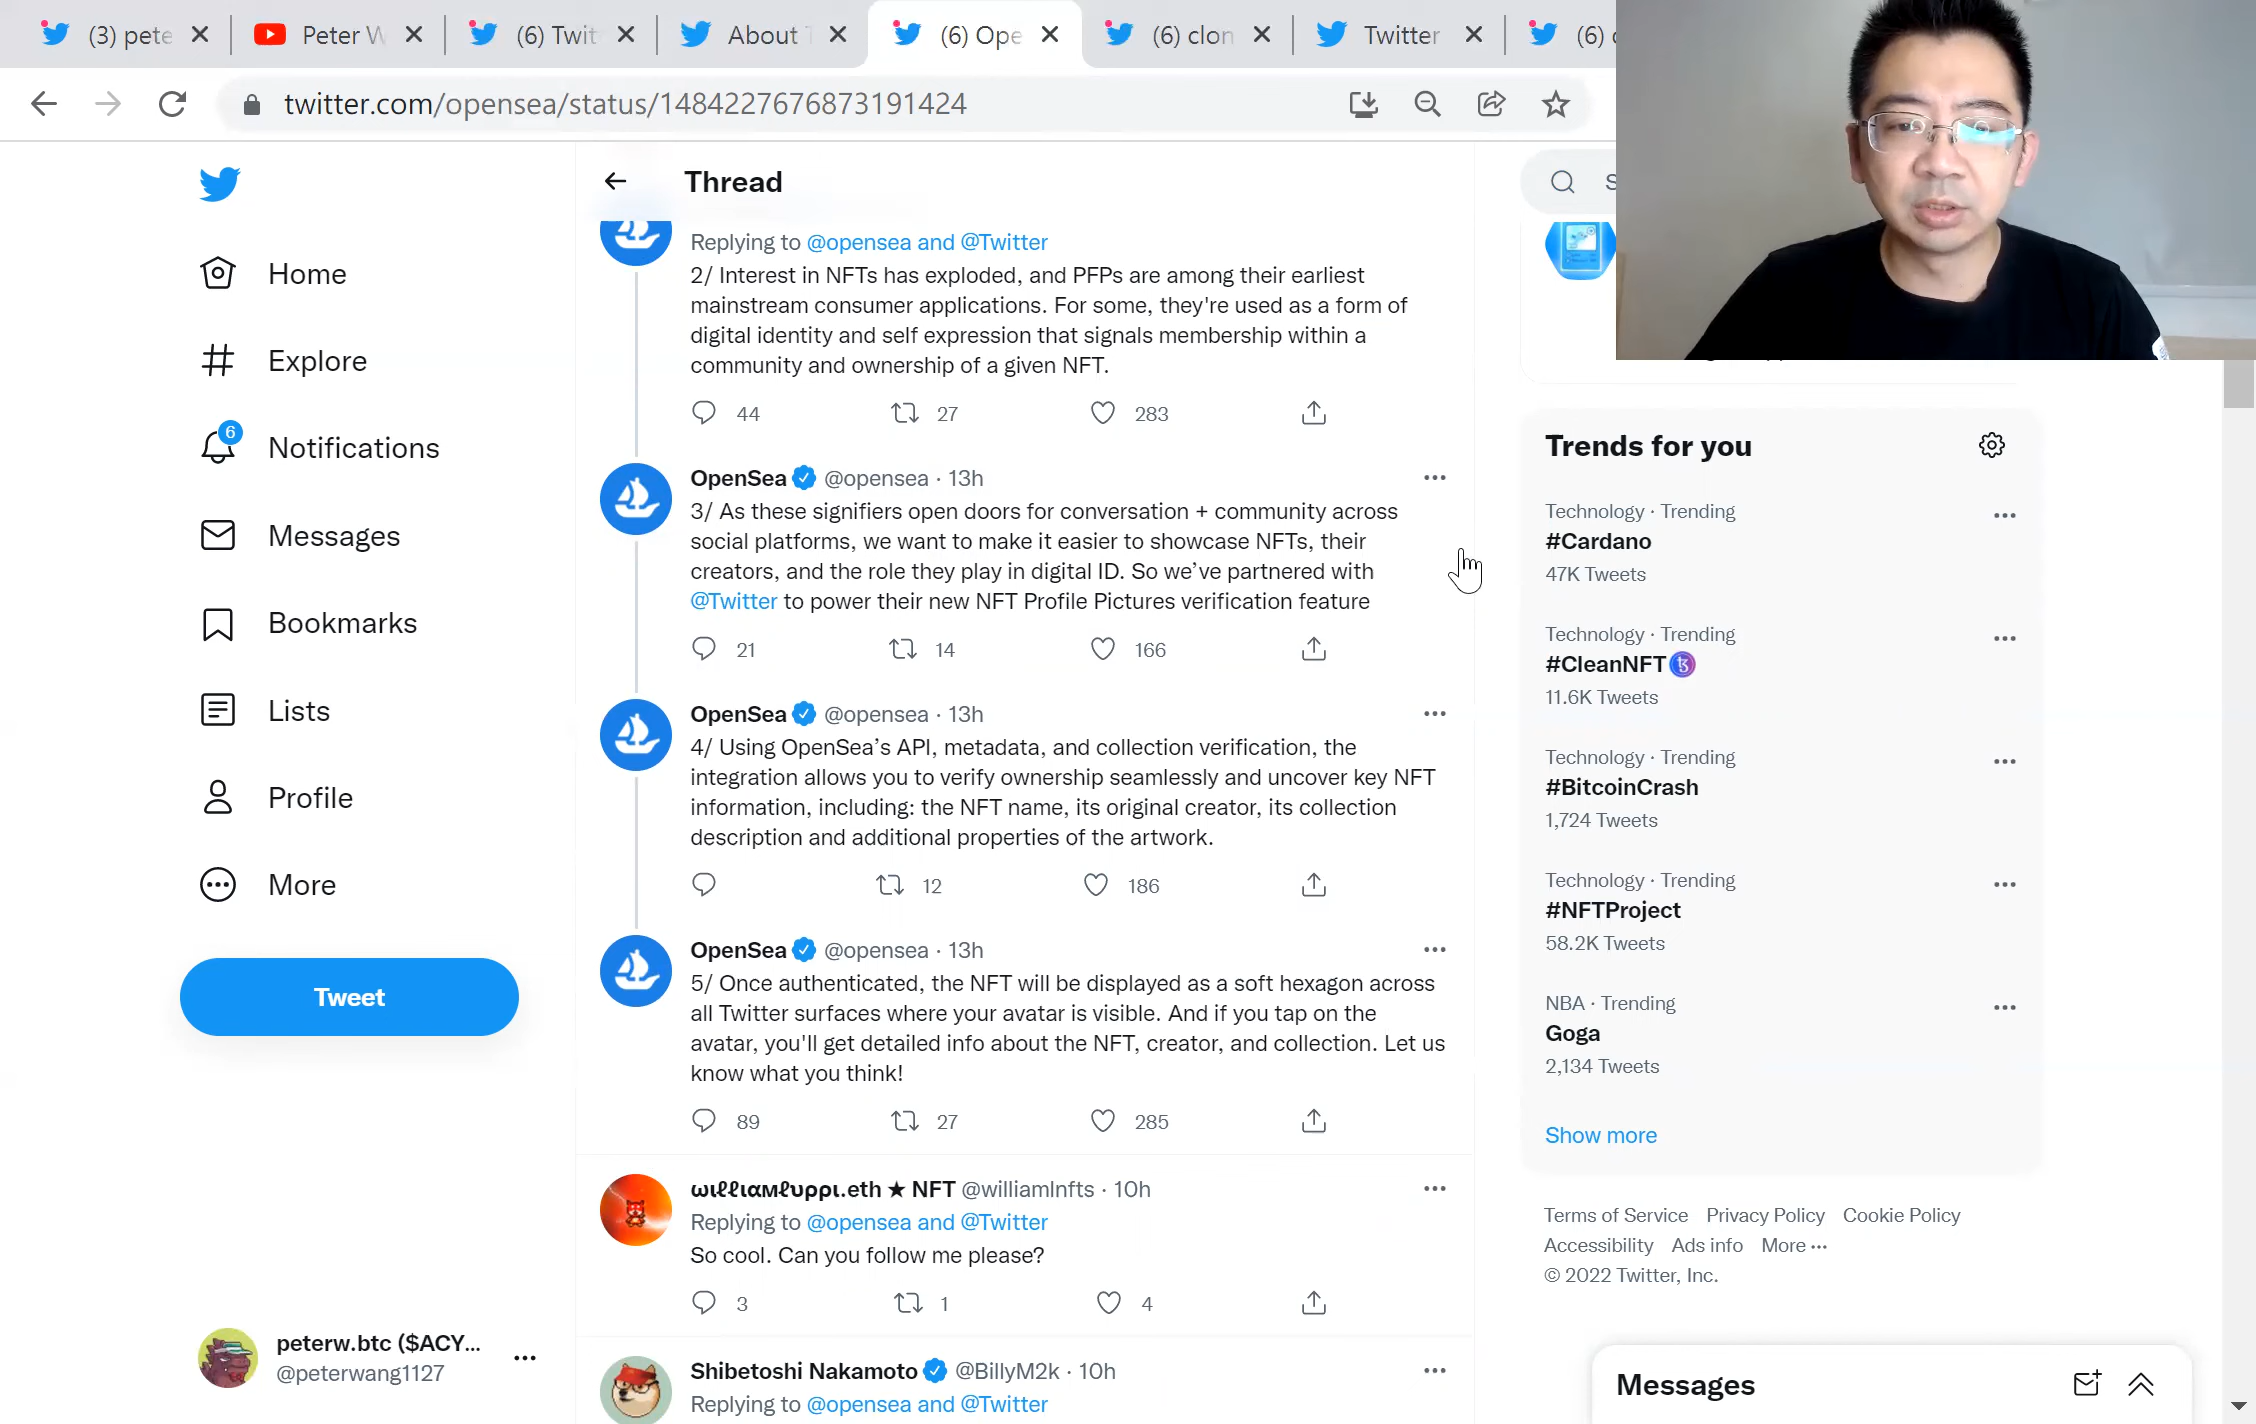 (3) pete
Peter W
(6) Twit
About T
(6) Ope
(6) clon
Twitter
(6)
twitter.com/opensea/status/1484227676873191424
Home
Explore
6
Notifications
Messages
Bookmarks
Lists
Profile
More
Tweet
peterw.btc ($ACY...
@peterwang1127
Thread
Replying to @opensea and @Twitter
2/ Interest in NFTs has exploded, and PFPs are among their earliest
mainstream consumer applications. For some, they're used as a form of
digital identity and self expression that signals membership within a
community and ownership of a given NFT.
44 27 283
OpenSea @opensea · 13h
3/ As these signifiers open doors for conversation + community across
social platforms, we want to make it easier to showcase NFTs, their
creators, and the role they play in digital ID. So we’ve partnered with
@Twitter to power their new NFT Profile Pictures verification feature
21 14 166
OpenSea @opensea · 13h
4/ Using OpenSea’s API, metadata, and collection verification, the
integration allows you to verify ownership seamlessly and uncover key NFT
information, including: the NFT name, its original creator, its collection
description and additional properties of the artwork.
12 186
OpenSea @opensea · 13h
5/ Once authenticated, the NFT will be displayed as a soft hexagon across
all Twitter surfaces where your avatar is visible. And if you tap on the
avatar, you'll get detailed info about the NFT, creator, and collection. Let us
know what you think!
89 27 285
ωιℓℓιαмℓυρρι.eth ★ NFT @williamlnfts · 10h
Replying to @opensea and @Twitter
So cool. Can you follow me please?
3 1 4
Shibetoshi Nakamoto @BillyM2k · 10h
Replying to @opensea and @Twitter
S
Trends for you
Technology · Trending
#Cardano
47K Tweets
Technology · Trending
#CleanNFT
11.6K Tweets
Technology · Trending
#BitcoinCrash
1,724 Tweets
Technology · Trending
#NFTProject
58.2K Tweets
NBA · Trending
Goga
2,134 Tweets
Show more
Terms of Service Privacy Policy Cookie Policy
Accessibility Ads info More ···
© 2022 Twitter, Inc.
Messages